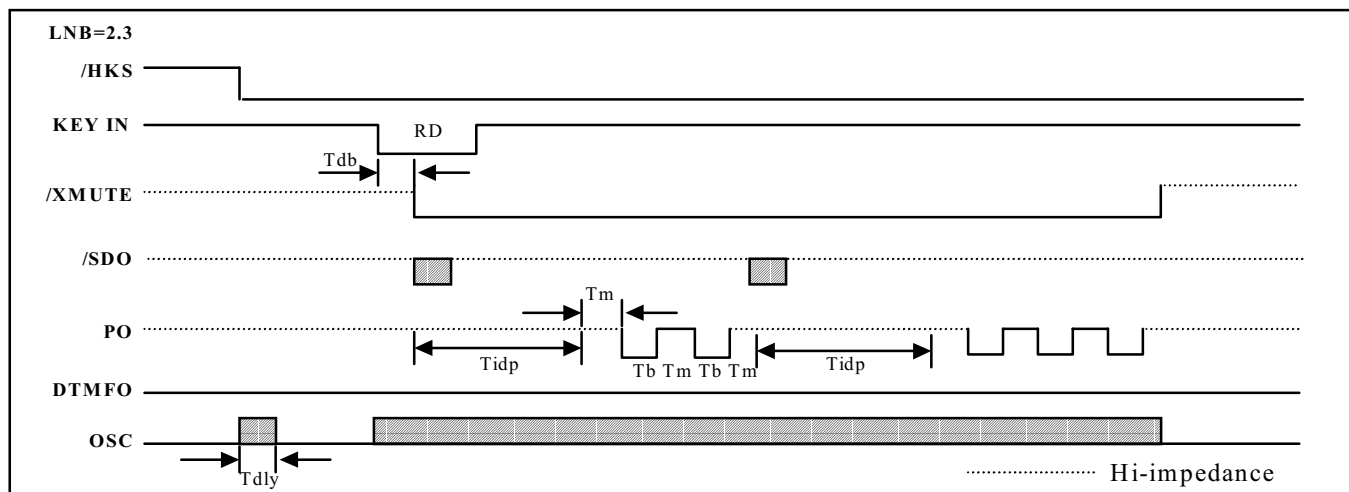 LNB=2.3
/HKS
KEY IN
RD
Tdb
/XMUTE
/SDO
Tm
PO
Tidp
Tb Tm Tb Tm
Tidp
DTMFO
OSC
Tdly
Hi-impedance